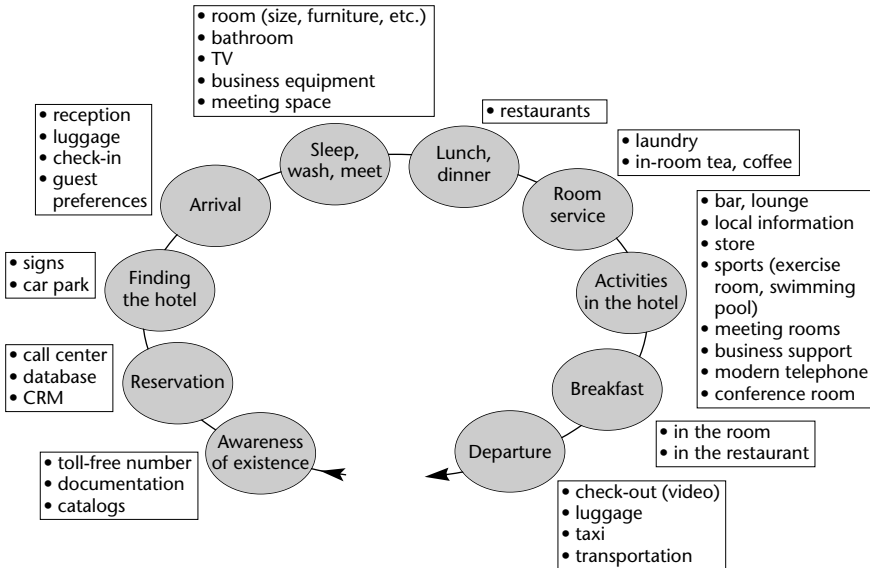 • room (size, furniture, etc.)
• bathroom
• TV
• business equipment
• meeting space
• reception
• luggage
• check-in
• guest
preferences
• restaurants
• laundry
• in-room tea, coffee
Sleep,
wash, meet
Lunch,
dinner
Arrival
Room
service
• bar, lounge
• local information
• store
• sports (exercise
room, swimming
pool)
• meeting rooms
• business support
• modern telephone
• conference room
• signs
• car park
Finding
the hotel
Activities
in the hotel
• call center
• database
• CRM
Reservation
Breakfast
Awareness
of existence
Departure
• in the room
• in the restaurant
• toll-free number
• documentation
• catalogs
• check-out (video)
• luggage
• taxi
• transportation